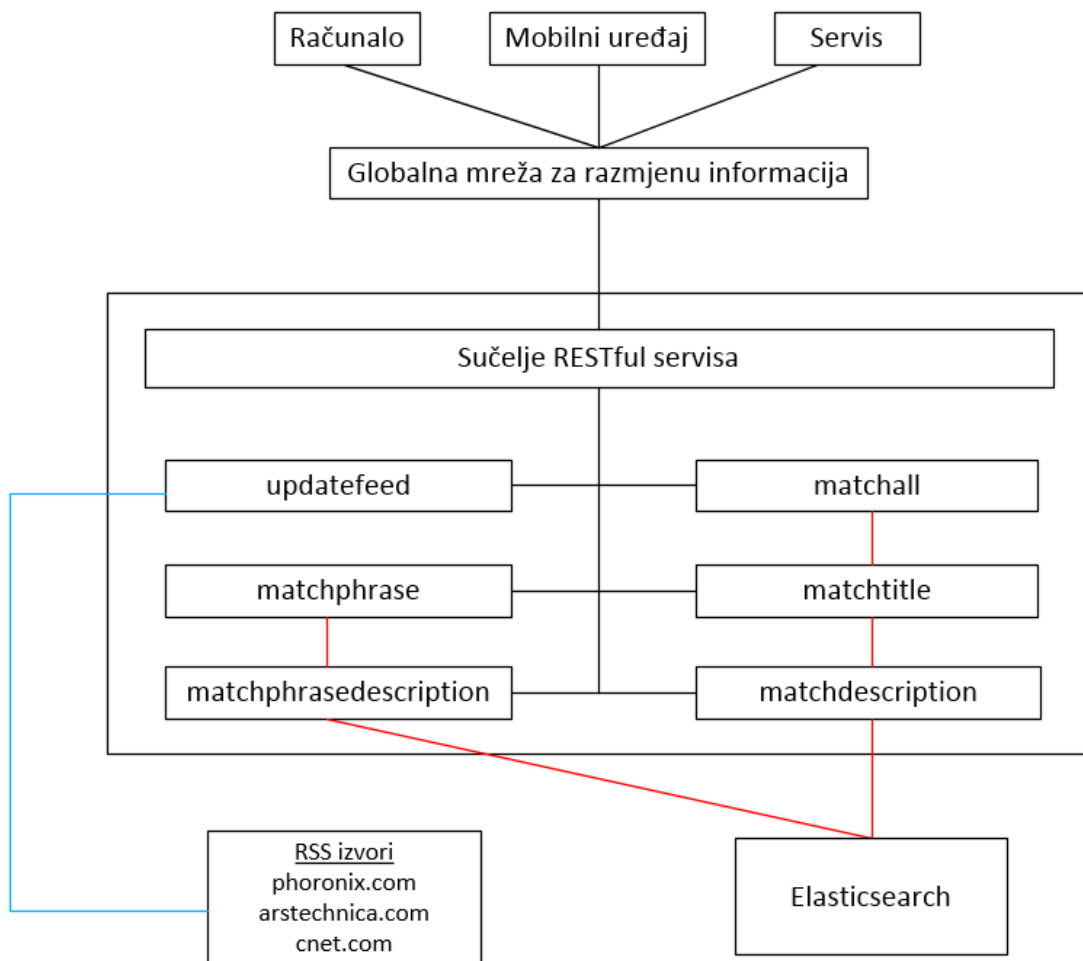 Računalo
Mobilni uređaj
Servis
Globalna mreža za razmjenu informacija
Sučelje RESTful servisa
updatefeed
matchall
matchphrase
matchtitle
matchphrasedescription
matchdescription
RSS izvori
phoronix.com
arstechnica.com
cnet.com
Elasticsearch